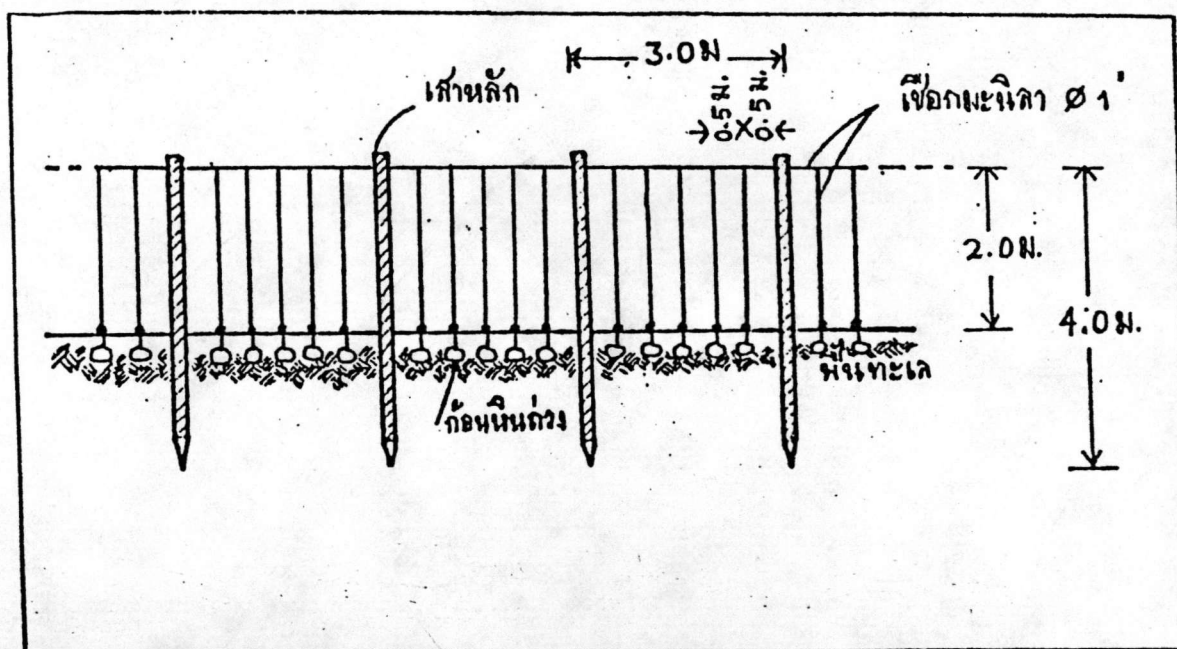 3.0 ม
เสาหลัก
0.5 ม. X 0.5 ม.
เชือกมะนิลา Ø 1"
2.0 ม.
4.0 ม.
พื้นทะเล
ก้อนหินถ่วง